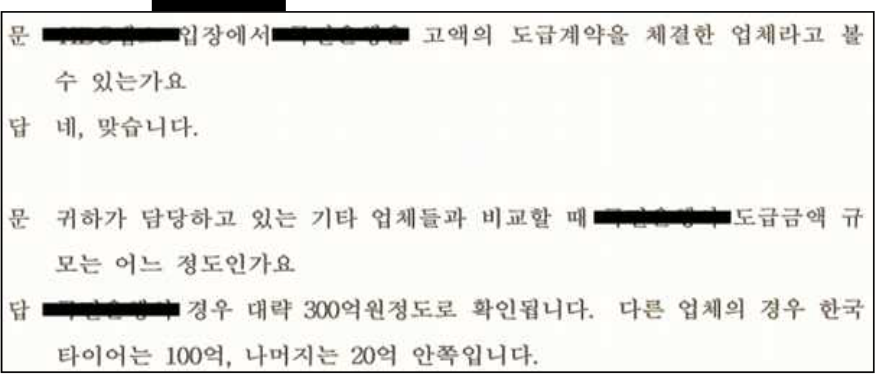 문 입장에서 고액의 도급계약을 체결한 업체라고 볼
수 있는가요
답 네, 맞습니다.
문 귀하가 담당하고 있는 기타 업체들과 비교할 때 도급금액 규
모는 어느 정도인가요
답 경우 대략 300억원정도로 확인됩니다. 다른 업체의 경우 한국
타이어는 100억, 나머지는 20억 안쪽입니다.